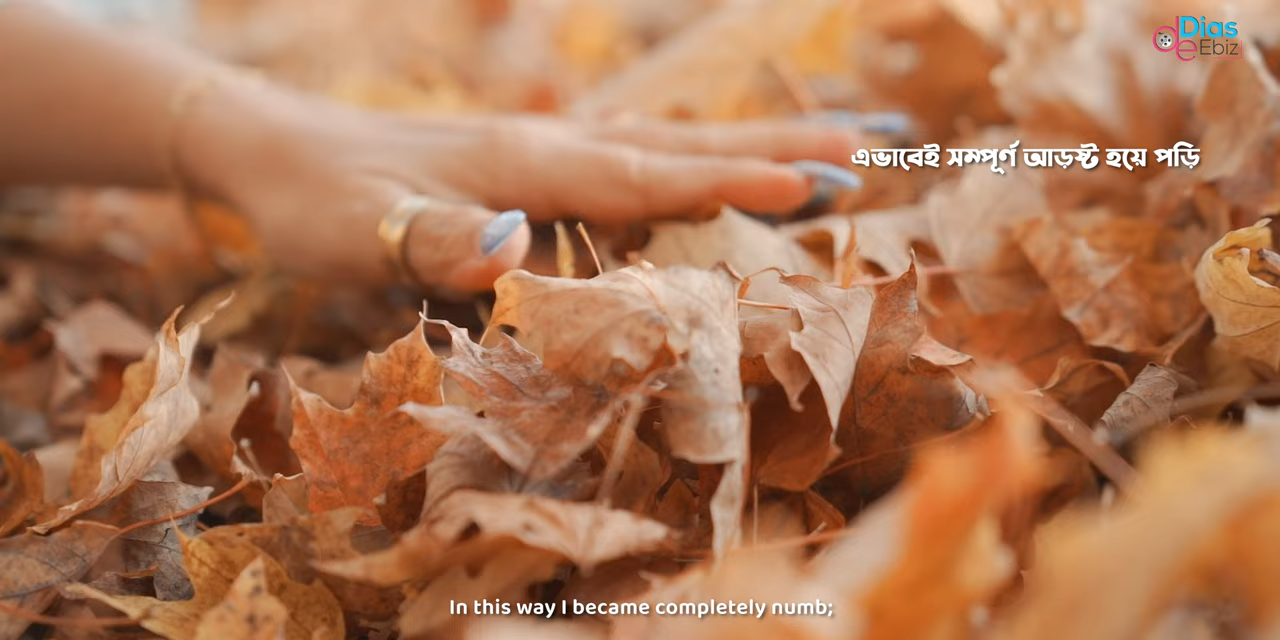 Dias
Ebiz
এভাবেই সম্পূর্ণ আড়ষ্ট হয়ে পড়ি
In this way I became completely numb;